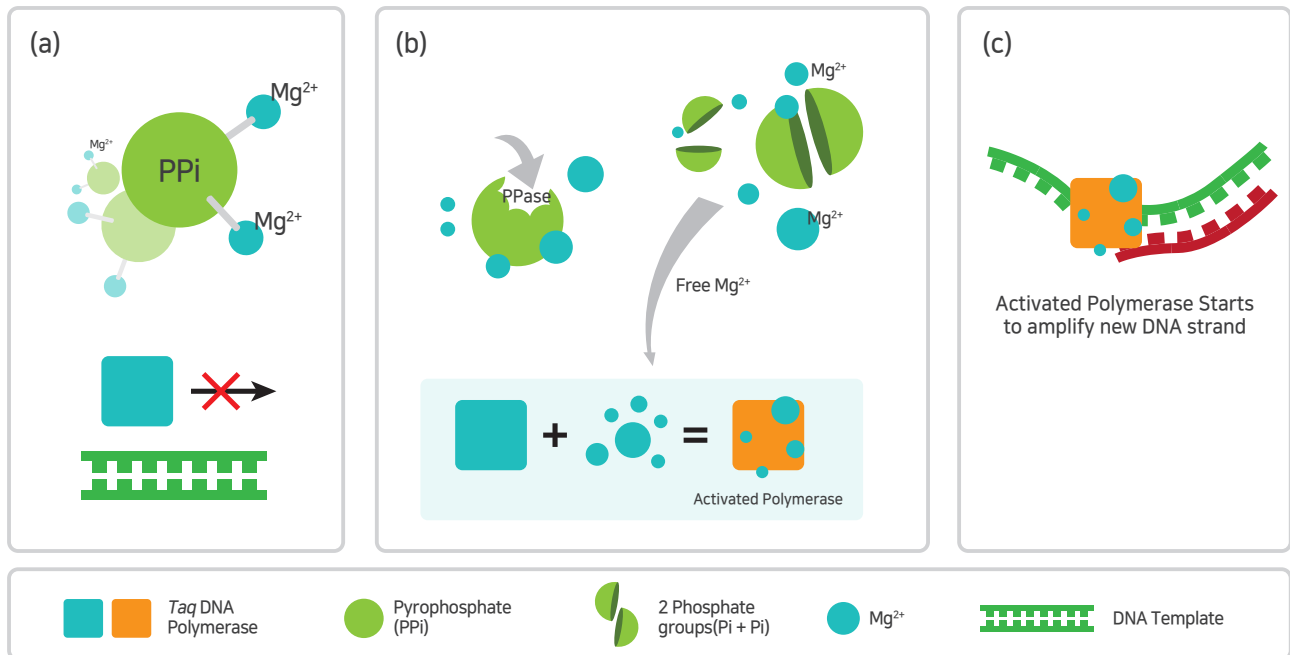 (a)
Mg²⁺
Mg²⁺
PPi
Mg²⁺
(b)
Mg²⁺
PPase
Mg²⁺
Free Mg²⁺
+
=
Activated Polymerase
(c)
Activated Polymerase Starts
to amplify new DNA strand
Taq DNA
Polymerase
Pyrophosphate
(PPi)
2 Phosphate
groups(Pi + Pi)
Mg²⁺
DNA Template